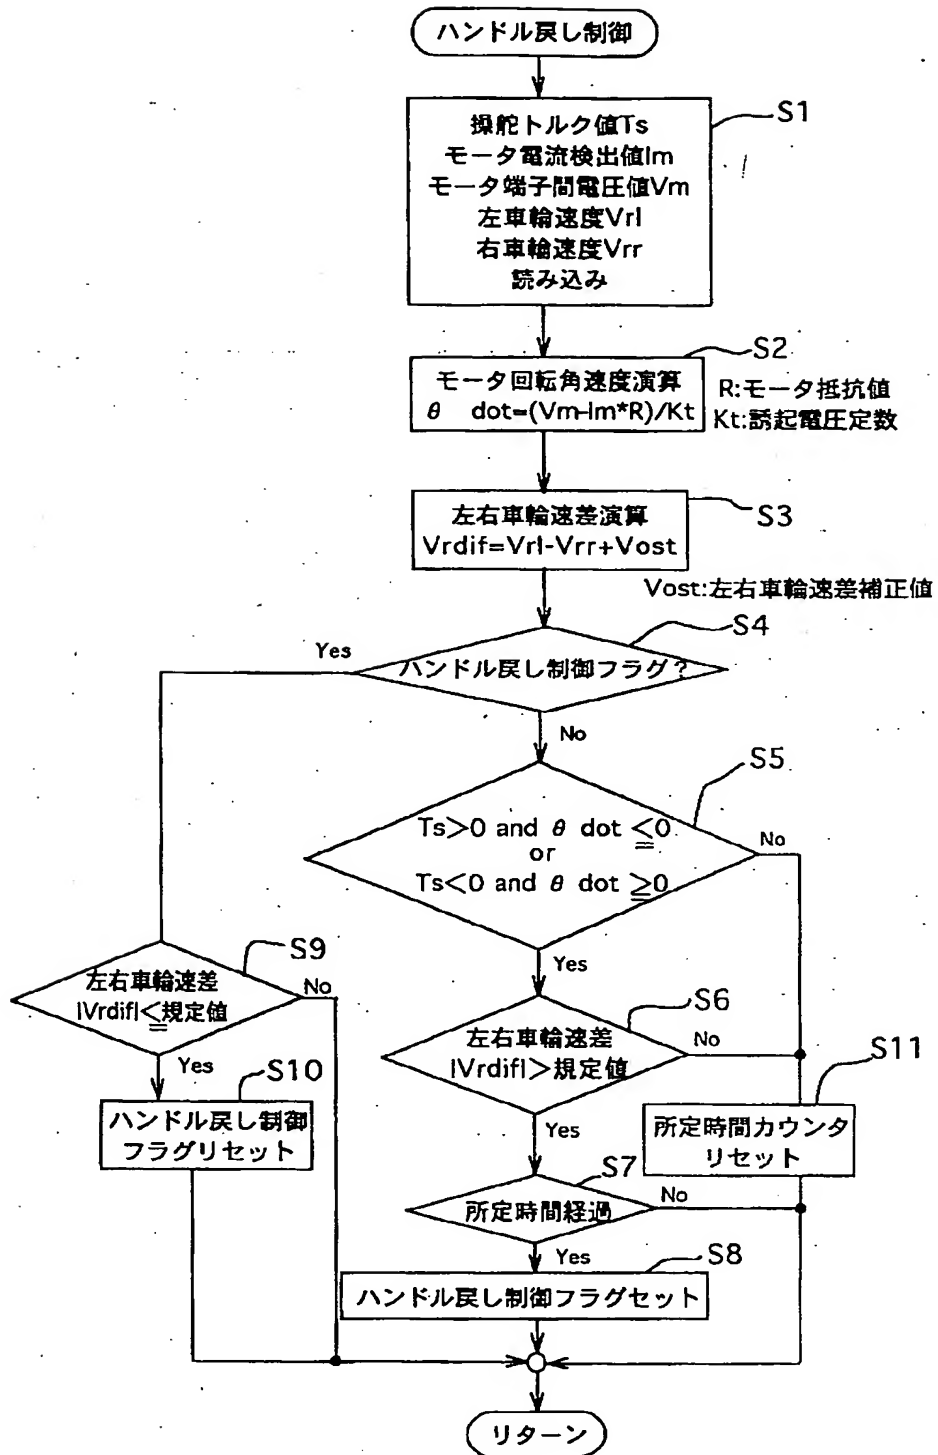 ハンドル戻し制御
S1
操舵トルク値Ts
モータ電流検出値Im
モータ端子間電圧値Vm
左車輪速度Vrl
右車輪速度Vrr
読み込み
S2
モータ回転角速度演算
θ dot=(Vm-Im*R)/Kt
R:モータ抵抗値
Kt:誘起電圧定数
S3
左右車輪速差演算
Vrdif=Vrl-Vrr+Vost
Vost:左右車輪速差補正値
S4
ハンドル戻し制御フラグ?
Yes
No
S5
Ts>0 and θ dot ≦0
or
Ts<0 and θ dot ≧0
No
Yes
S9
左右車輪速差
|Vrdif|≦規定値
No
Yes
S6
左右車輪速差
|Vrdif|>規定値
No
Yes
S10
ハンドル戻し制御
フラグリセット
S11
所定時間カウンタ
リセット
S7
所定時間経過
No
Yes
S8
ハンドル戻し制御フラグセット
リターン